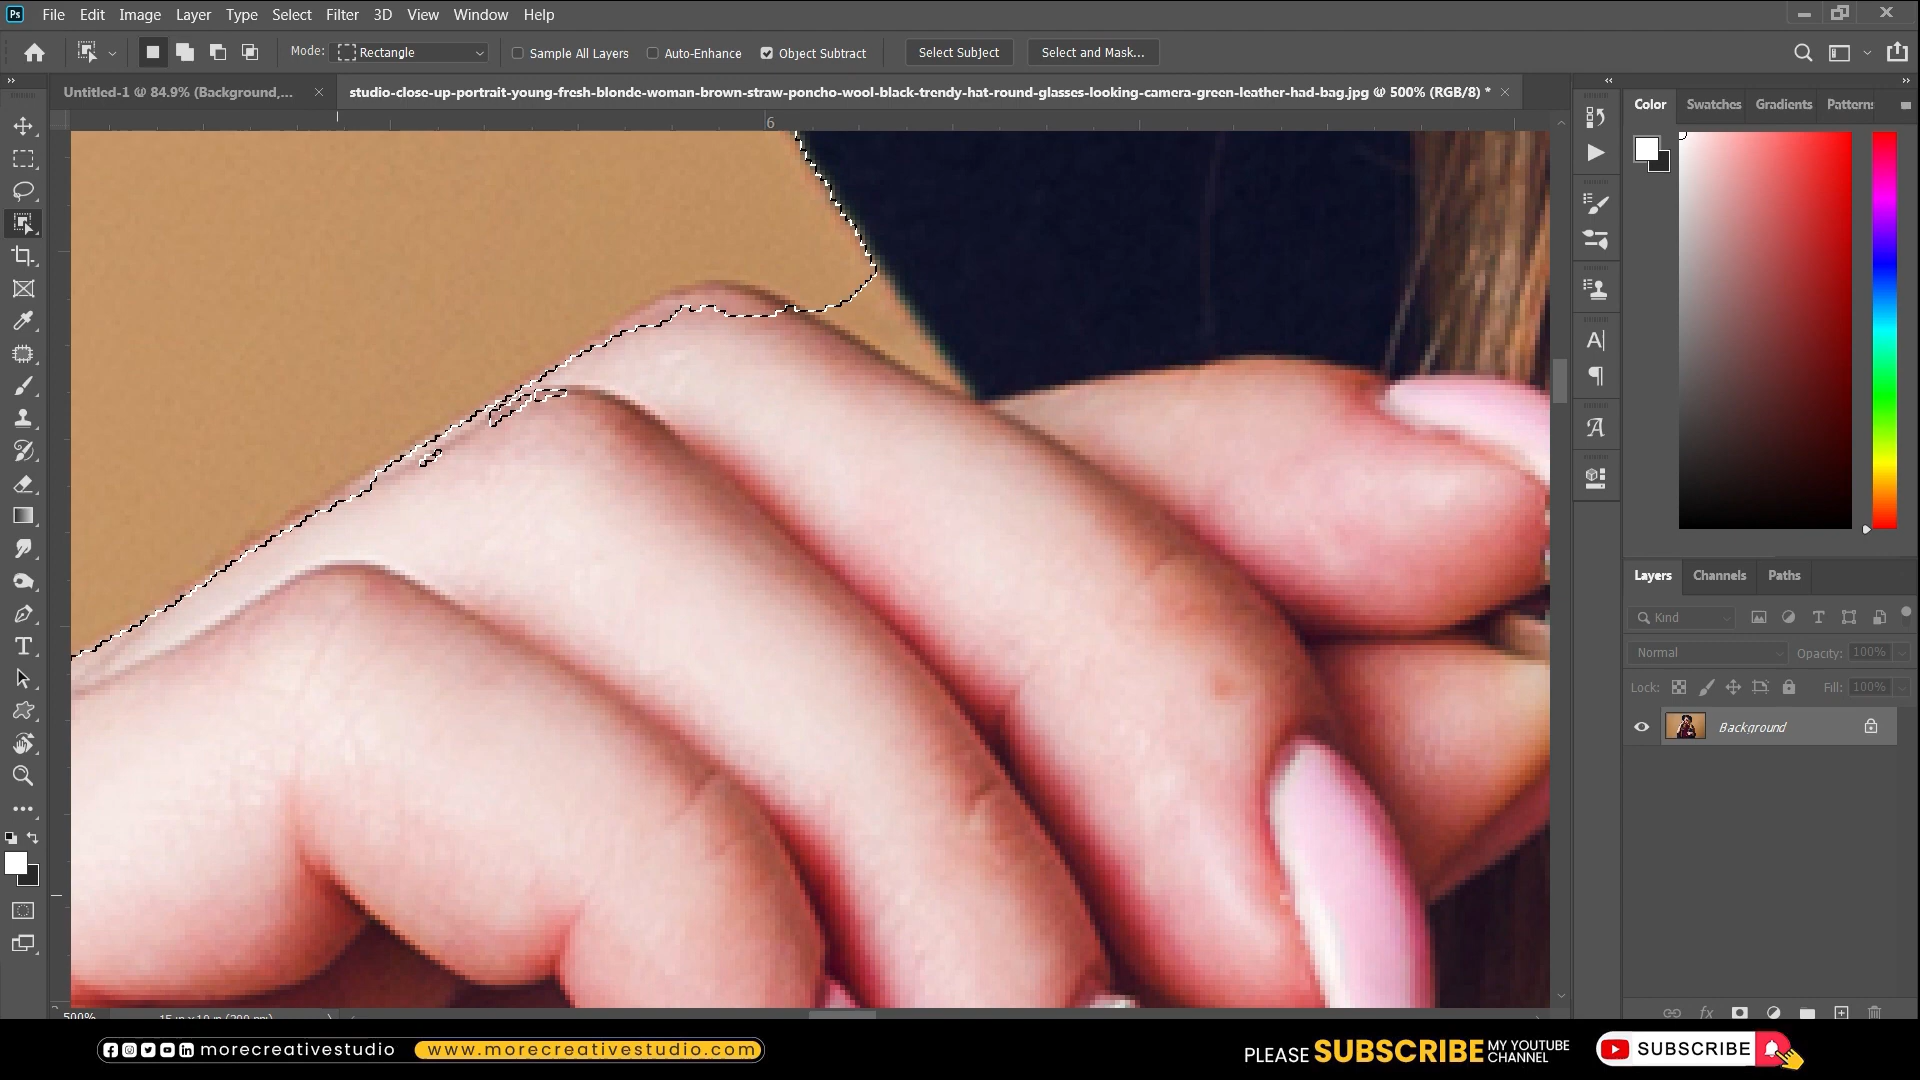 Ps File Edit Image Layer Type Select Filter 3D View Window Help
Mode: Rectangle Sample All Layers Auto-Enhance Object Subtract Select Subject Select and Mask...
Untitled-1 @ 84.9% (Background,... × studio-close-up-portrait-young-fresh-blonde-woman-brown-straw-poncho-wool-black-trendy-hat-round-glasses-looking-camera-green-leather-had-bag.jpg @ 500% (RGB/8) * ×
6
Color Swatches Gradients Patterns
Layers Channels Paths
Kind
Normal Opacity: 100%
Lock: Fill: 100%
Background
500%
morecreativestudio www.morecreativestudio.com
PLEASE SUBSCRIBE MY YOUTUBE CHANNEL
SUBSCRIBE